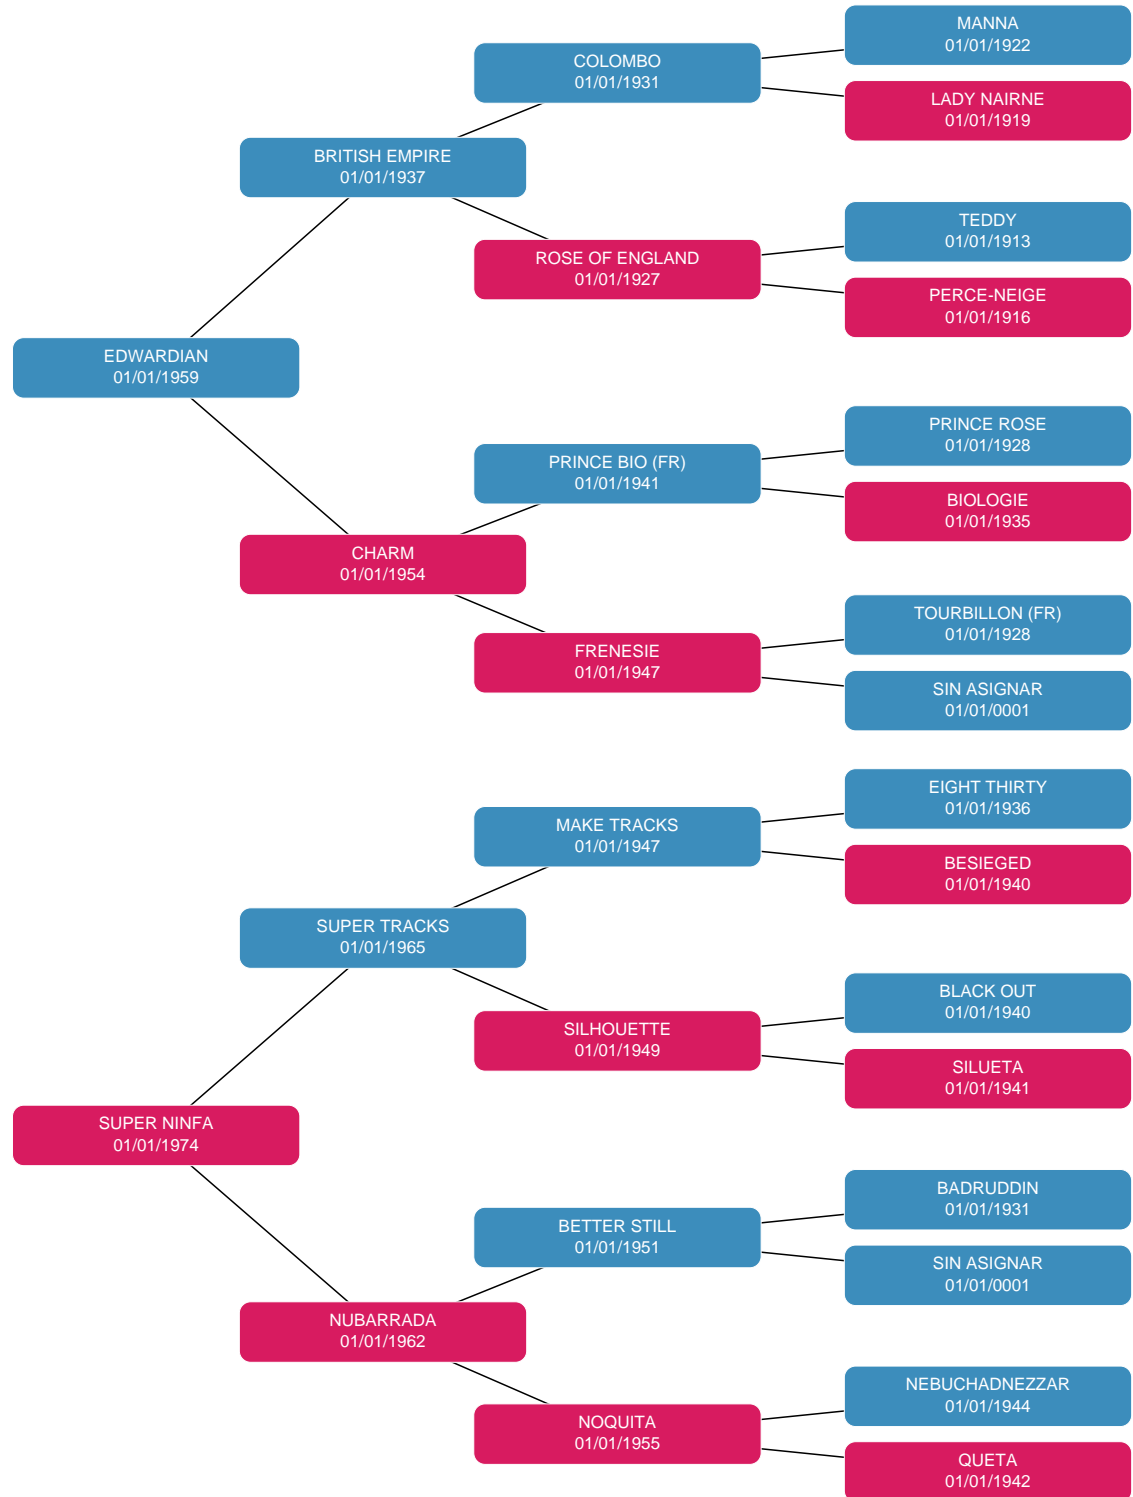 MANNA
01/01/1922
COLOMBO
01/01/1931
LADY NAIRNE
01/01/1919
BRITISH EMPIRE
01/01/1937
TEDDY
01/01/1913
ROSE OF ENGLAND
01/01/1927
PERCE-NEIGE
01/01/1916
EDWARDIAN
01/01/1959
PRINCE ROSE
01/01/1928
PRINCE BIO (FR)
01/01/1941
BIOLOGIE
01/01/1935
CHARM
01/01/1954
TOURBILLON (FR)
01/01/1928
FRENESIE
01/01/1947
SIN ASIGNAR
01/01/0001
EIGHT THIRTY
01/01/1936
MAKE TRACKS
01/01/1947
BESIEGED
01/01/1940
SUPER TRACKS
01/01/1965
BLACK OUT
01/01/1940
SILHOUETTE
01/01/1949
SILUETA
01/01/1941
SUPER NINFA
01/01/1974
BADRUDDIN
01/01/1931
BETTER STILL
01/01/1951
SIN ASIGNAR
01/01/0001
NUBARRADA
01/01/1962
NEBUCHADNEZZAR
01/01/1944
NOQUITA
01/01/1955
QUETA
01/01/1942